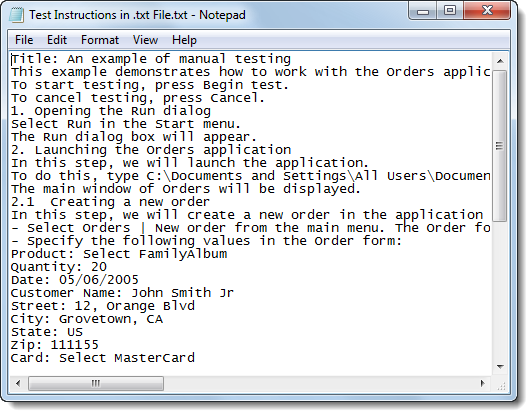 Test Instructions in .txt File.txt - Notepad
File Edit Format View Help
Title: An example of manual testing
This example demonstrates how to work with the Orders applic
To start testing, press Begin test.
To cancel testing, press Cancel.
1. Opening the Run dialog
Select Run in the Start menu.
The Run dialog box will appear.
2. Launching the Orders application
In this step, we will launch the application.
To do this, type C:\Documents and Settings\All Users\Documen
The main window of Orders will be displayed.
2.1  Creating a new order
In this step, we will create a new order in the application
- Select Orders | New order from the main menu. The Order fo
- Specify the following values in the Order form:
Product: Select FamilyAlbum
Quantity: 20
Date: 05/06/2005
Customer Name: John Smith Jr
Street: 12, Orange Blvd
City: Grovetown, CA
State: US
Zip: 111155
Card: Select MasterCard